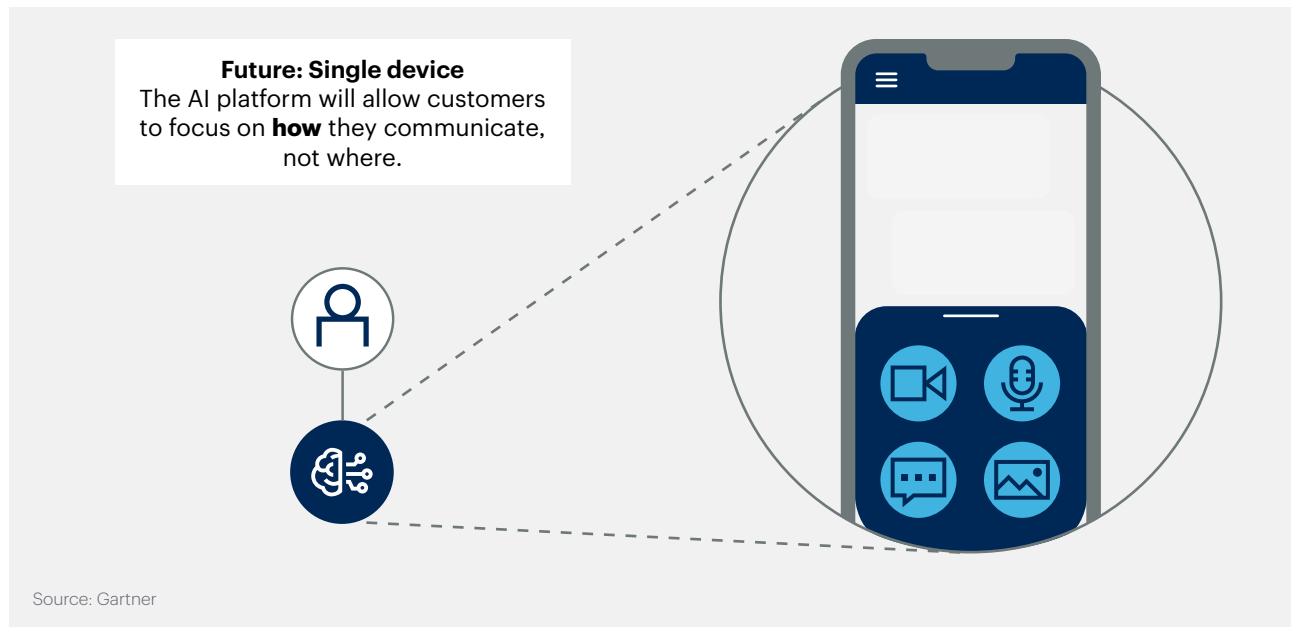 Future: Single device
The AI platform will allow customers
to focus on how they communicate,
not where.
Source: Gartner